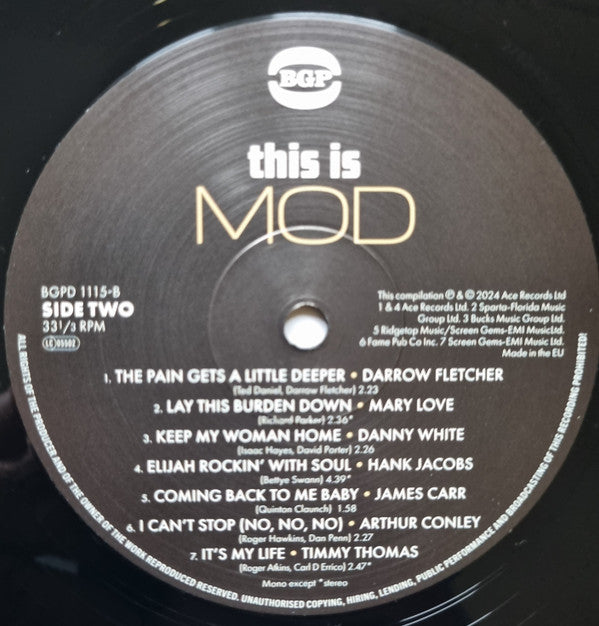 BGP
this is
MOD
BGPD 1115-B
SIDE TWO
33 1/3 RPM
LC 05002
This compilation ℗ & © 2024 Ace Records Ltd
1 & 4 Ace Records Ltd. 2 Sparta-Florida Music
Group Ltd. 3 Bucks Music Group Ltd.
5 Ridgetop Music/Screen Gems-EMI MusicLtd.
6 Fame Pub Co Inc. 7 Screen Gems-EMI Music Ltd.
Made in the EU
1. THE PAIN GETS A LITTLE DEEPER • DARROW FLETCHER
(Ted Daniel, Darrow Fletcher) 2.23
2. LAY THIS BURDEN DOWN • MARY LOVE
(Richard Parker) 2.36*
3. KEEP MY WOMAN HOME • DANNY WHITE
(Isaac Hayes, David Porter) 2.26
4. ELIJAH ROCKIN' WITH SOUL • HANK JACOBS
(Bettye Swann) 4.39*
5. COMING BACK TO ME BABY • JAMES CARR
(Quinton Claunch) 1.58
6. I CAN'T STOP (NO, NO, NO) • ARTHUR CONLEY
(Roger Hawkins, Dan Penn) 2.27
7. IT'S MY LIFE • TIMMY THOMAS
(Roger Atkins, Carl D Errico) 2.47*
Mono except *stereo
ALL RIGHTS OF THE PRODUCER AND OF THE OWNER OF THE WORK REPRODUCED RESERVED. UNAUTHORISED COPYING, HIRING, LENDING, PUBLIC PERFORMANCE AND BROADCASTING OF THIS RECORDING PROHIBITED!